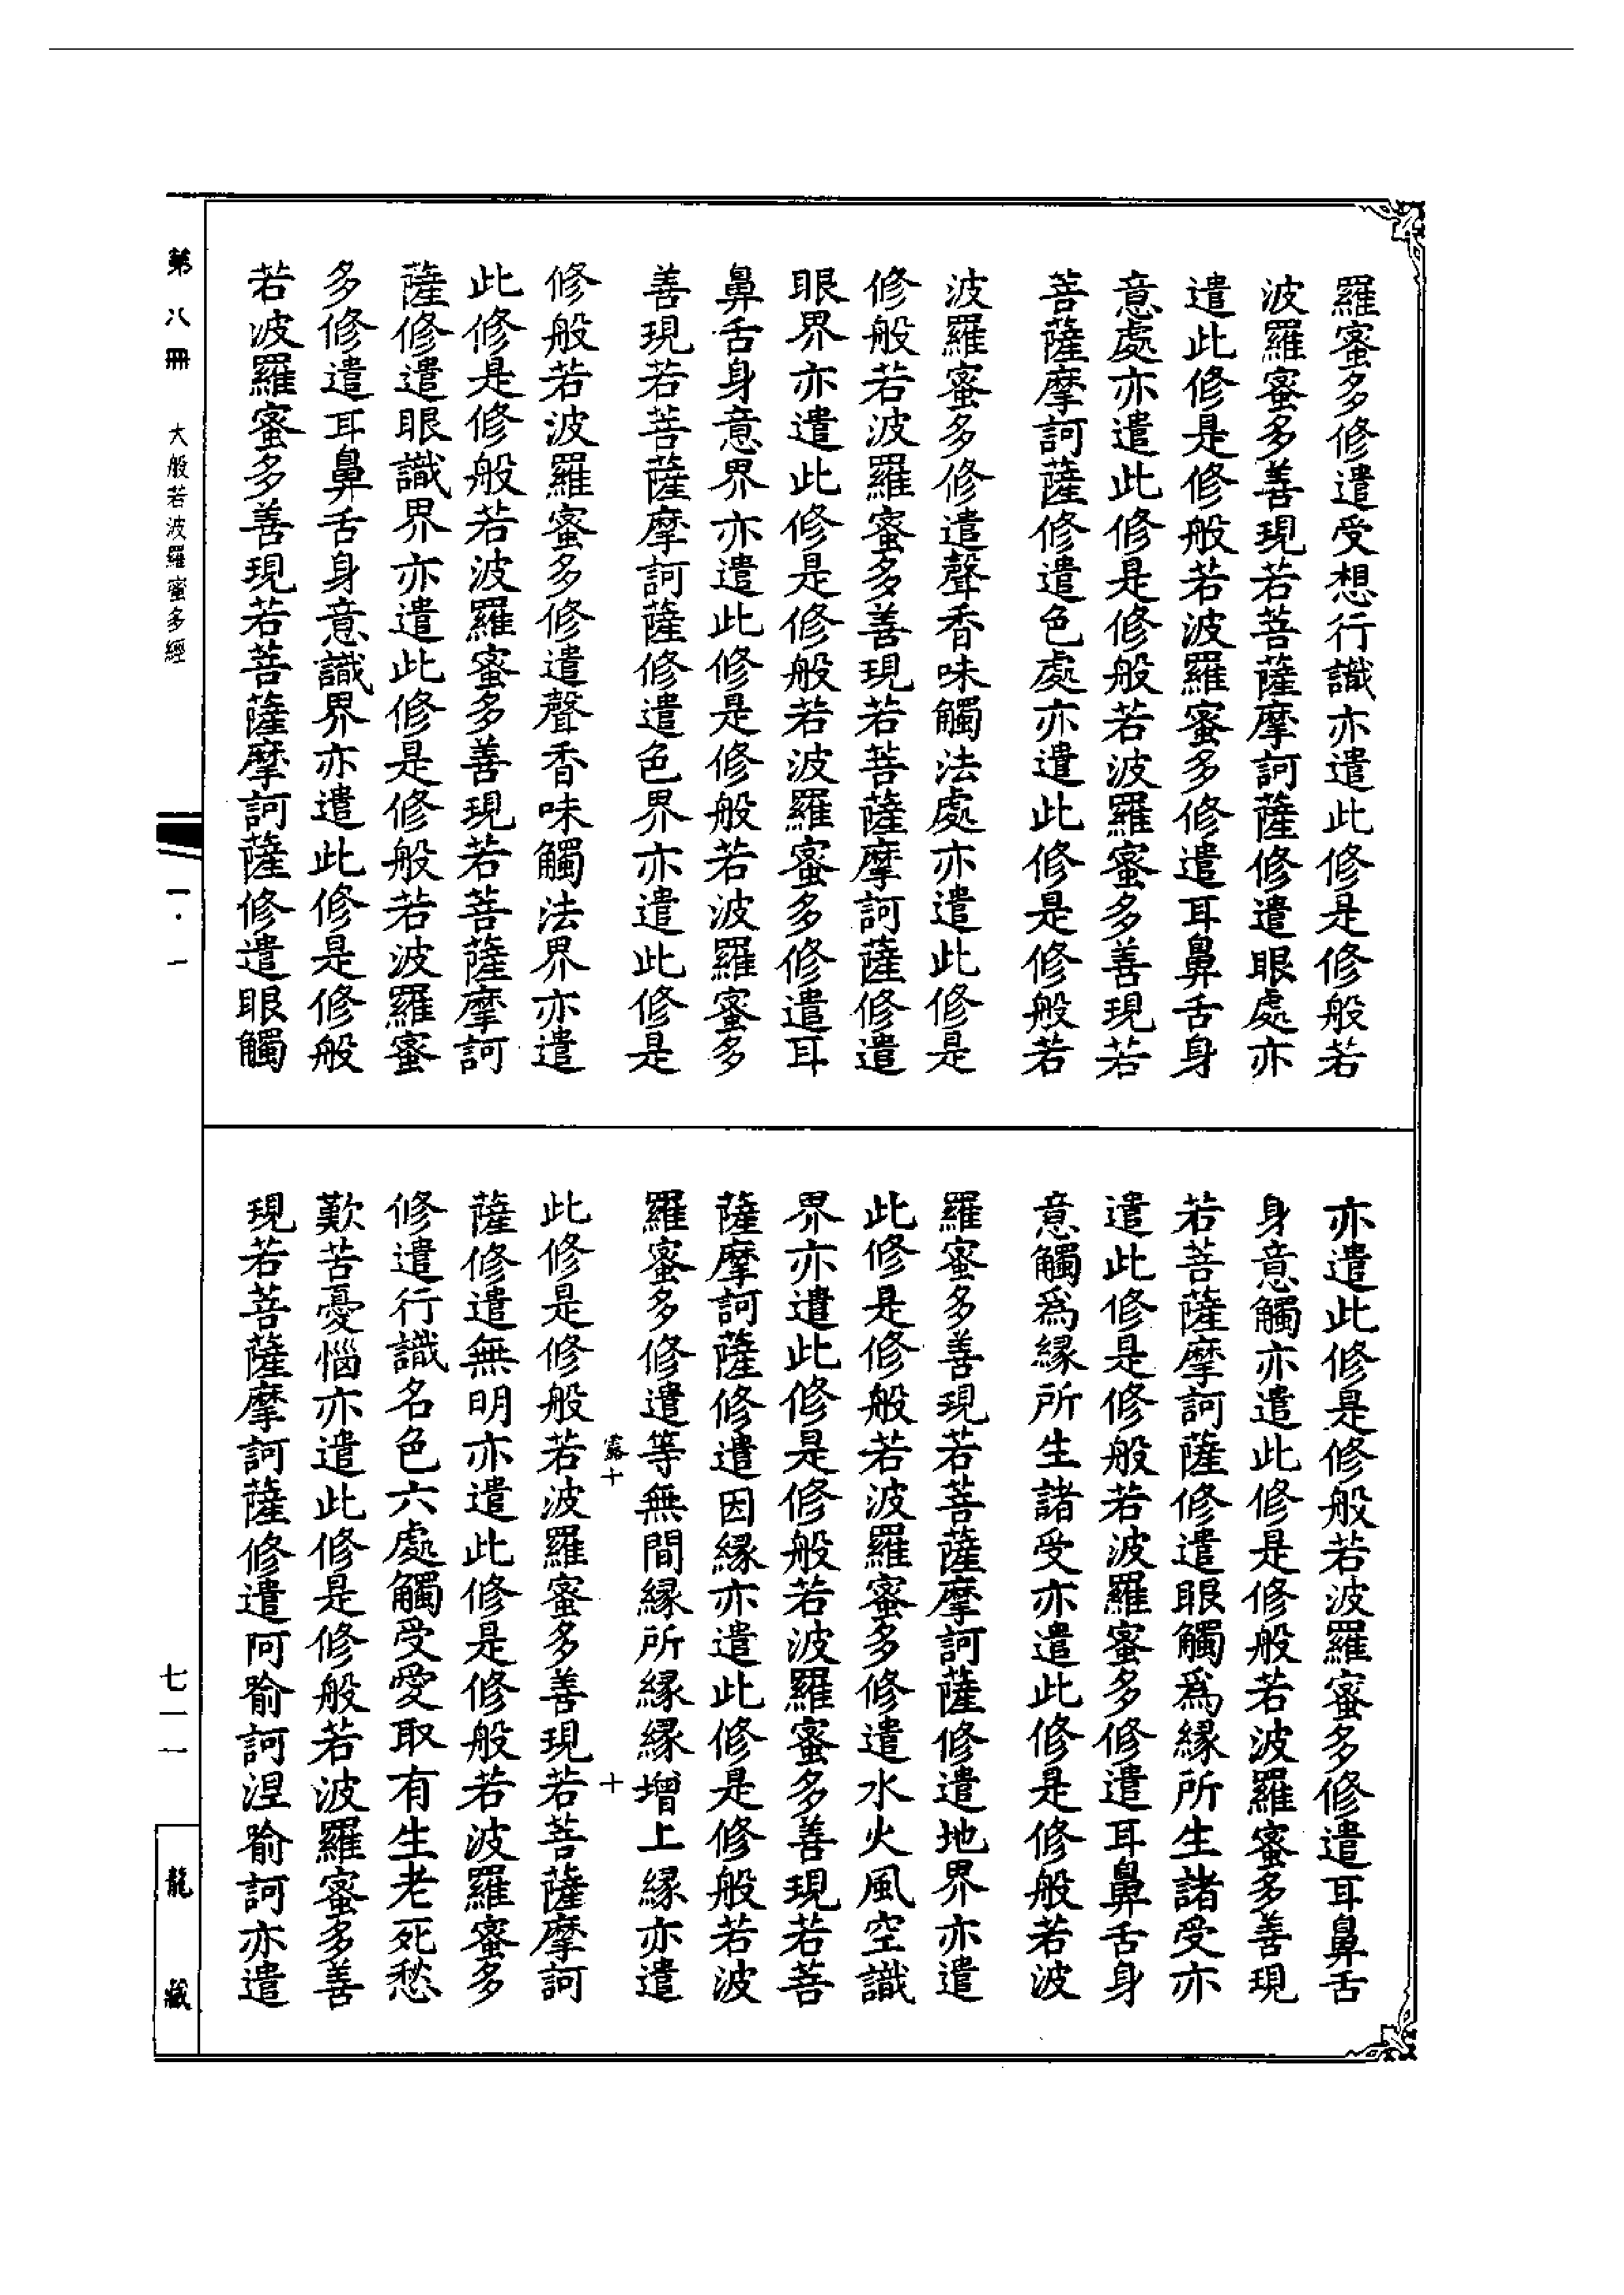 羅蜜多修遣受想行識亦遣此修是修般若
波羅蜜多善現若菩薩摩訶薩修遣眼處亦
遣此修是修般若波羅蜜多修遣耳鼻舌身
意處亦遣此修是修般若波羅蜜多善現若
菩薩摩訶薩修遣色處亦遣此修是修般若
波羅蜜多修遣聲香味觸法處亦遣此修是
修般若波羅蜜多善現若菩薩摩訶薩修遣
眼界亦遣此修是修般若波羅蜜多修遣耳
鼻舌身意界亦遣此修是修般若波羅蜜多
善現若菩薩摩訶薩修遣色界亦遣此修是
修般若波羅蜜多修遣聲香味觸法界亦遣
此修是修般若波羅蜜多善現若菩薩摩訶
薩修遣眼識界亦遣此修是修般若波羅蜜
多修遣耳鼻舌身意識界亦遣此修是修般
若波羅蜜多善現若菩薩摩訶薩修遣眼觸
亦遣此修是修般若波羅蜜多修遣耳鼻舌
身意觸亦遣此修是修般若波羅蜜多善現
若菩薩摩訶薩修遣眼觸爲緣所生諸受亦
遣此修是修般若波羅蜜多修遣耳鼻舌身
意觸爲緣所生諸受亦遣此修是修般若波
羅蜜多善現若菩薩摩訶薩修遣地界亦遣
此修是修般若波羅蜜多修遣水火風空識
界亦遣此修是修般若波羅蜜多善現若菩
薩摩訶薩修遣因緣亦遣此修是修般若波
羅蜜多修遣等無間緣所緣緣增上緣亦遣
露十 十
此修是修般若波羅蜜多善現若菩薩摩訶
薩修遣無明亦遣此修是修般若波羅蜜多
修遣行識名色六處觸受愛取有生老死愁
歎苦憂惱亦遣此修是修般若波羅蜜多善
現若菩薩摩訶薩修遣阿喻訶涅喻訶亦遣
第八冊 大般若波羅蜜多經 一·一 七一一 龍藏